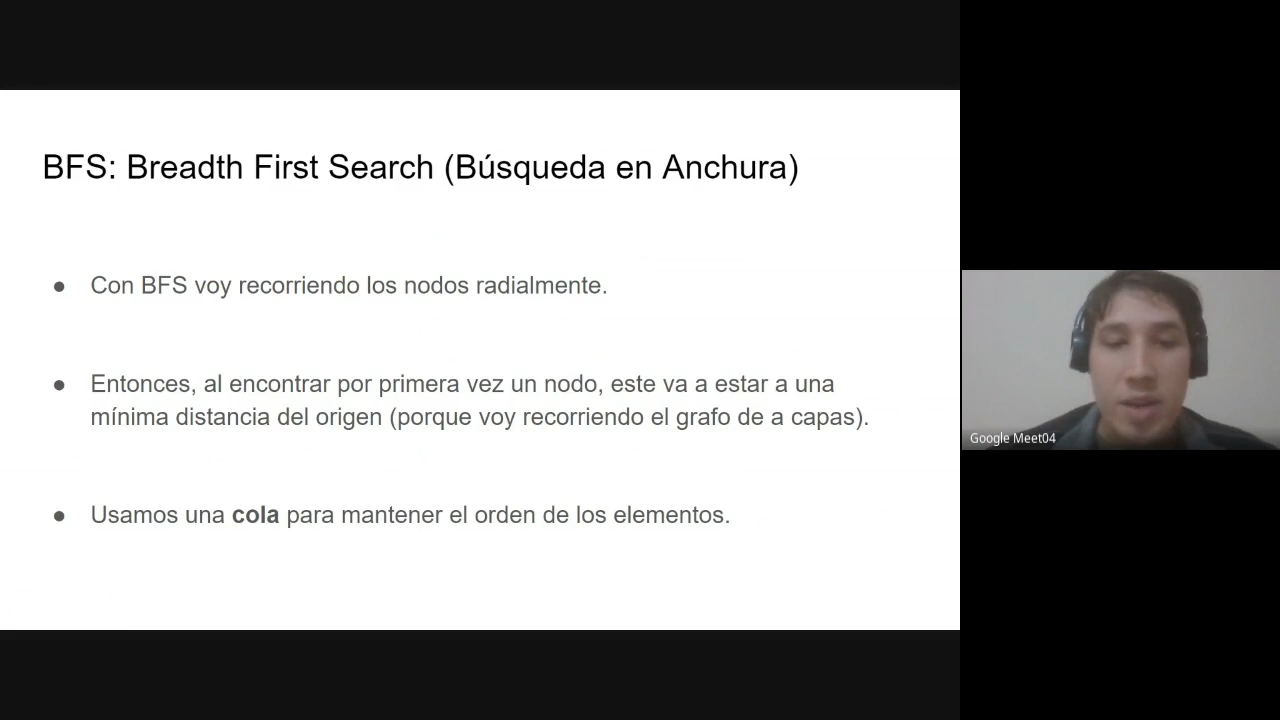 BFS: Breadth First Search (Búsqueda en Anchura)
● Con BFS voy recorriendo los nodos radialmente.
● Entonces, al encontrar por primera vez un nodo, este va a estar a una
mínima distancia del origen (porque voy recorriendo el grafo de a capas).
● Usamos una cola para mantener el orden de los elementos.
Google Meet04